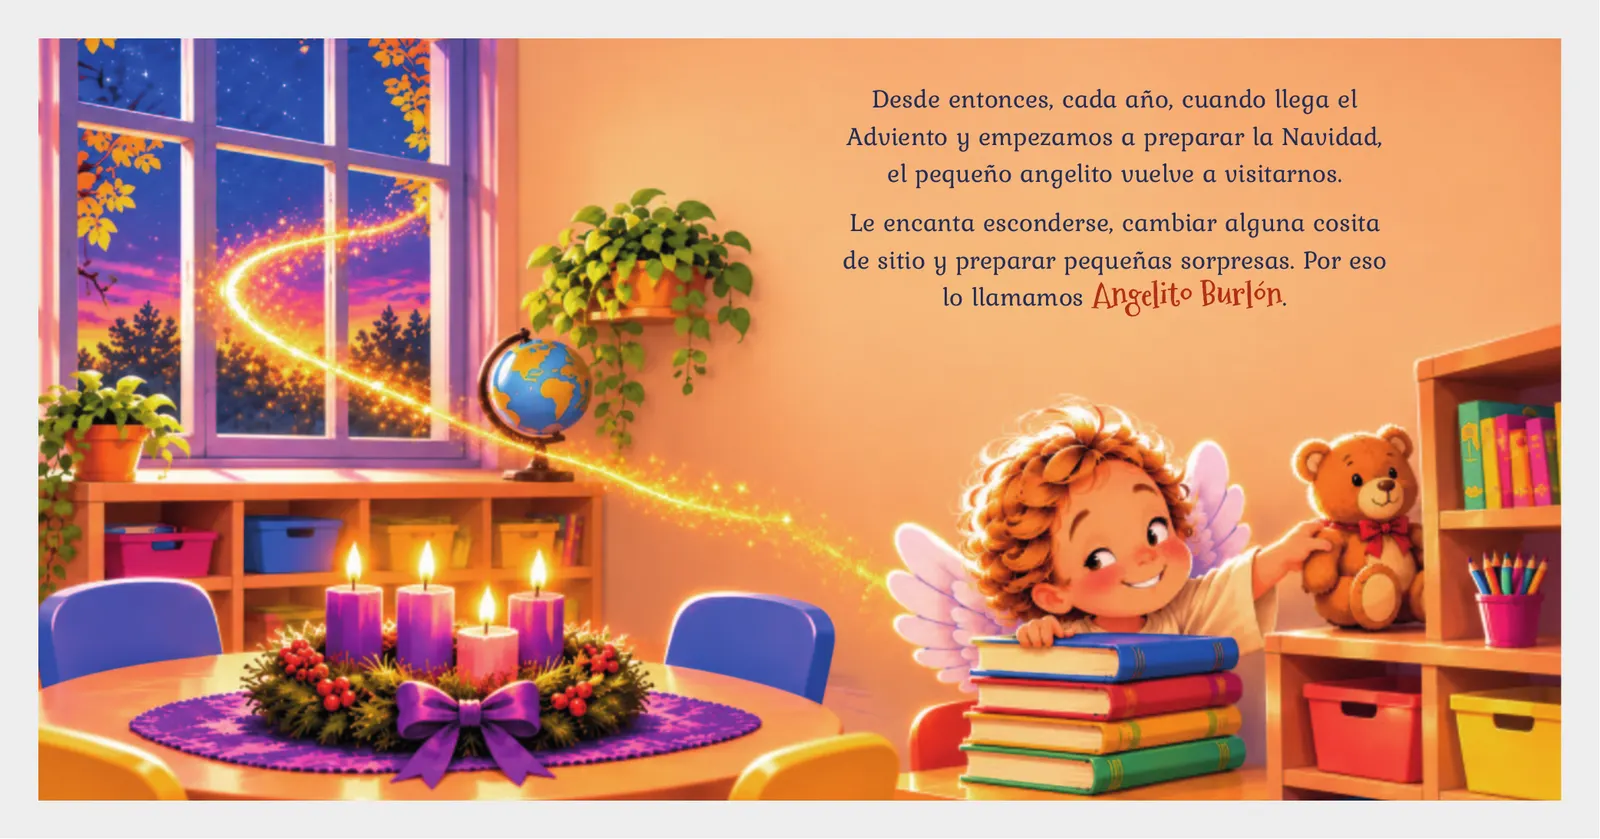 Desde entonces, cada año, cuando llega el
Adviento y empezamos a preparar la Navidad,
el pequeño angelito vuelve a visitarnos.
Le encanta esconderse, cambiar alguna cosita
de sitio y preparar pequeñas sorpresas. Por eso
lo llamamos Angelito Burlón.